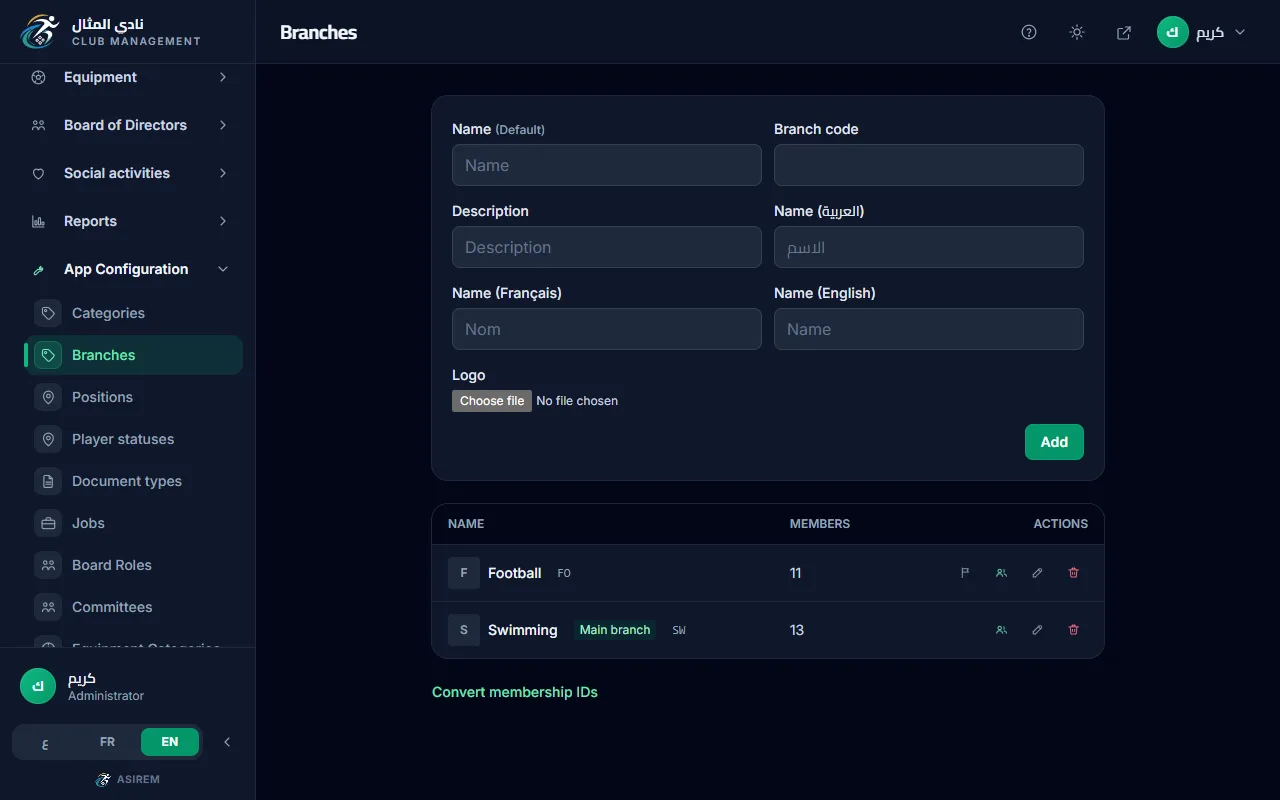 نادي المثال
CLUB MANAGEMENT
Equipment
Board of Directors
Social activities
Reports
App Configuration
Categories
Branches
Positions
Player statuses
Document types
Jobs
Board Roles
Committees
Equipment Categories
كريم
Administrator
ع FR EN
ASIREM
Branches
ك كريم
Name (Default)
Name
Branch code
Description
Description
Name (العربية)
الاسم
Name (Français)
Nom
Name (English)
Name
Logo
Choose file No file chosen
Add
NAME MEMBERS ACTIONS
F Football FO 11
S Swimming Main branch SW 13
Convert membership IDs